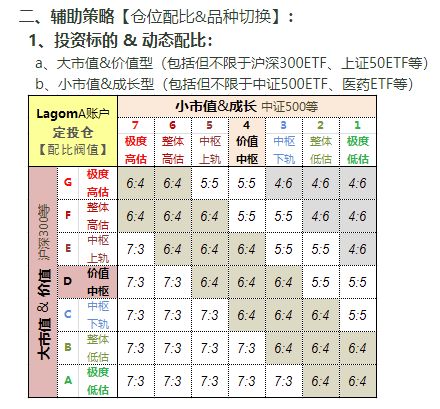 二、辅助策略【仓位配比&品种切换】:
1、投资标的 & 动态配比:
a、大市值&价值型（包括但不限于沪深300ETF、上证50ETF等）
b、小市值&成长型（包括但不限于中证500ETF、医药ETF等）
LagomA账户 定投仓 【配比阀值】
小市值&成长 中证500等
7 6 5 4 3 2 1
极度高估 整体高估 中枢上轨 价值中枢 中枢下轨 整体低估 极度低估
大市值 & 价值 沪深300等
G 极度高估 6:4 6:4 5:5 5:5 4:6 4:6 4:6
F 整体高估 6:4 6:4 6:4 5:5 5:5 4:6 4:6
E 中枢上轨 7:3 6:4 6:4 6:4 5:5 5:5 4:6
D 价值中枢 7:3 7:3 6:4 6:4 6:4 5:5 5:5
C 中枢下轨 7:3 7:3 7:3 6:4 6:4 6:4 5:5
B 整体低估 7:3 7:3 7:3 7:3 6:4 6:4 6:4
A 极度低估 7:3 7:3 7:3 7:3 7:3 6:4 6:4